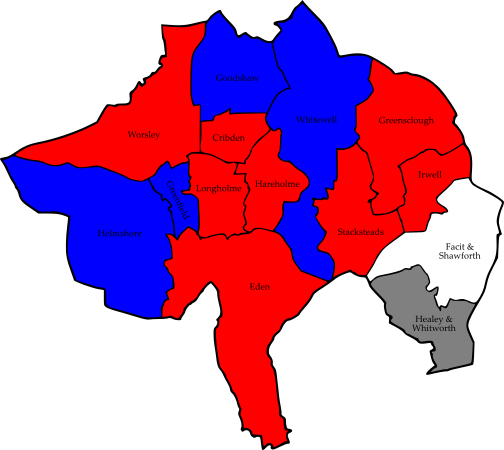 Goodshaw
Whitewell
Greensclough
Worsley
Cribden
Irwell
Longholme
Hareholme
Greenfield
Helmshore
Stacksteads
Facit &
Shawforth
Eden
Healey &
Whitworth